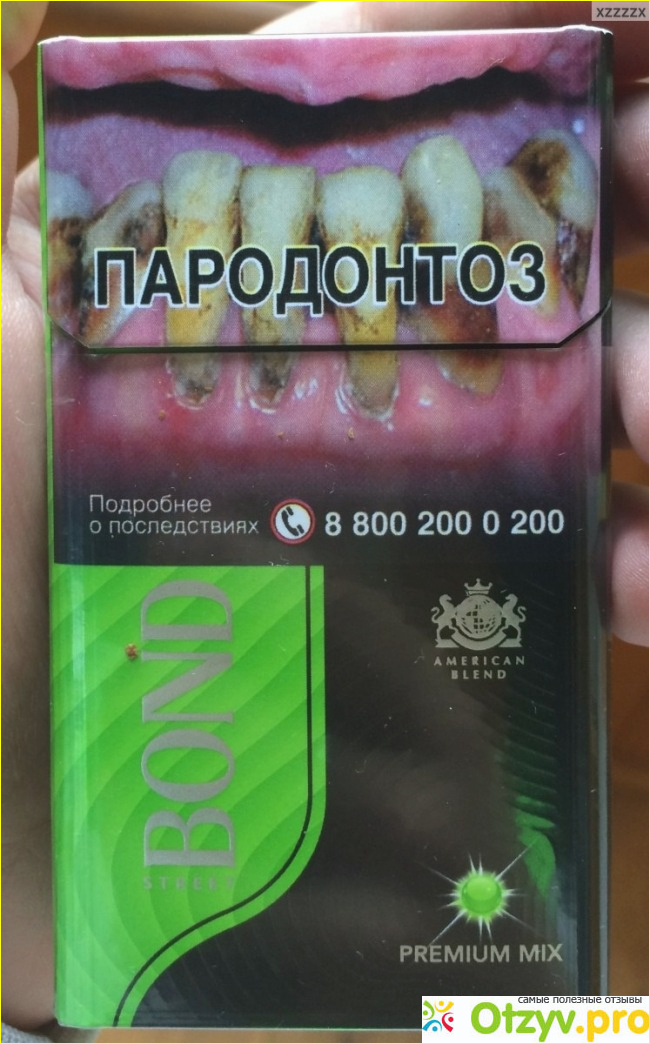 xzzzzx
ПАРОДОНТОЗ
Подробнее
о последствиях
8 800 200 0 200
BOND
STREET
AMERICAN
BLEND
PREMIUM MIX
самые полезные отзывы
Otzyv.pro